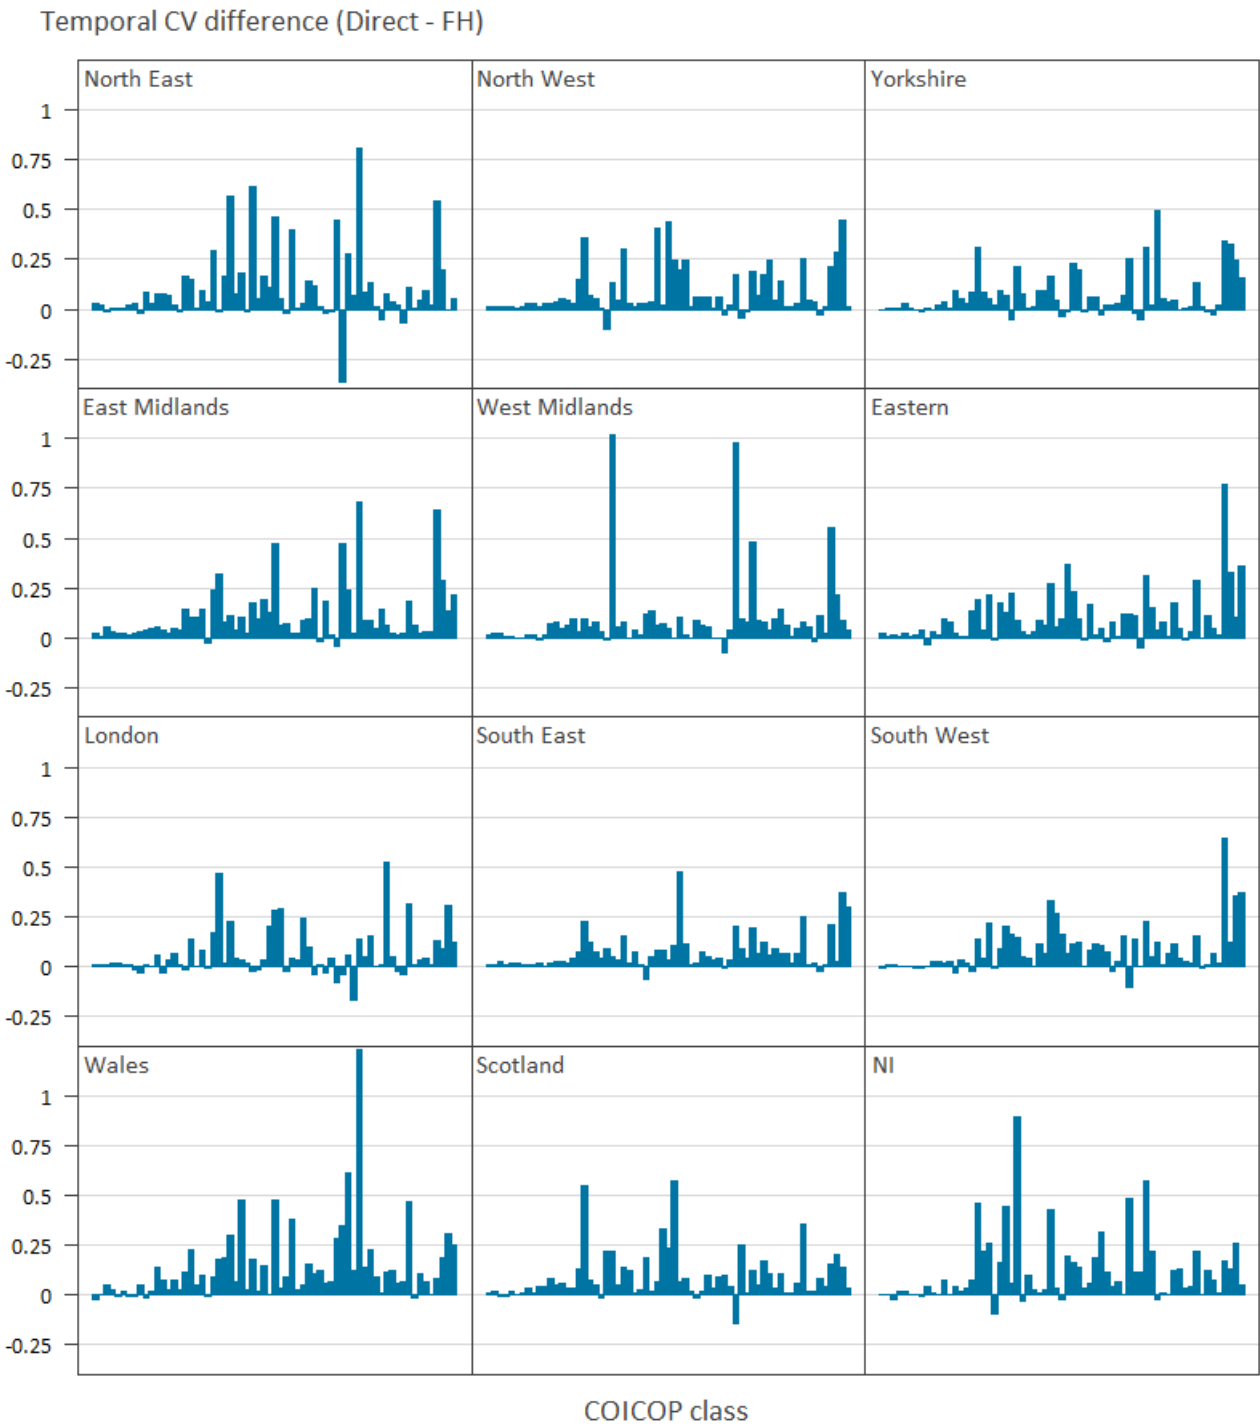 Temporal CV difference (Direct - FH)
North East
North West
Yorkshire
1
0.75
0.5
0.25
0
-0.25
East Midlands
West Midlands
Eastern
1
0.75
0.5
0.25
0
-0.25
London
South East
South West
1
0.75
0.5
0.25
0
-0.25
Wales
Scotland
NI
1
0.75
0.5
0.25
0
-0.25
COICOP class